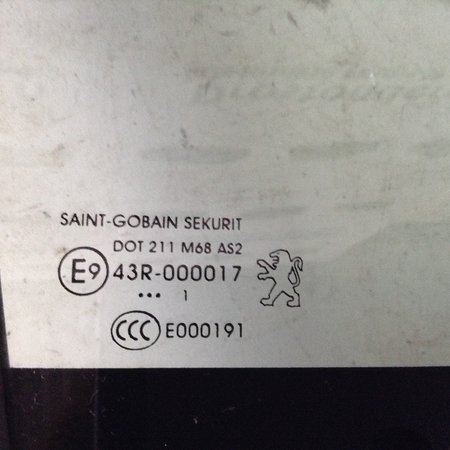 SAINT-GOBAIN SEKURIT
DOT 211 M68 AS2
E9 43R-000017
••• 1
CCC E000191